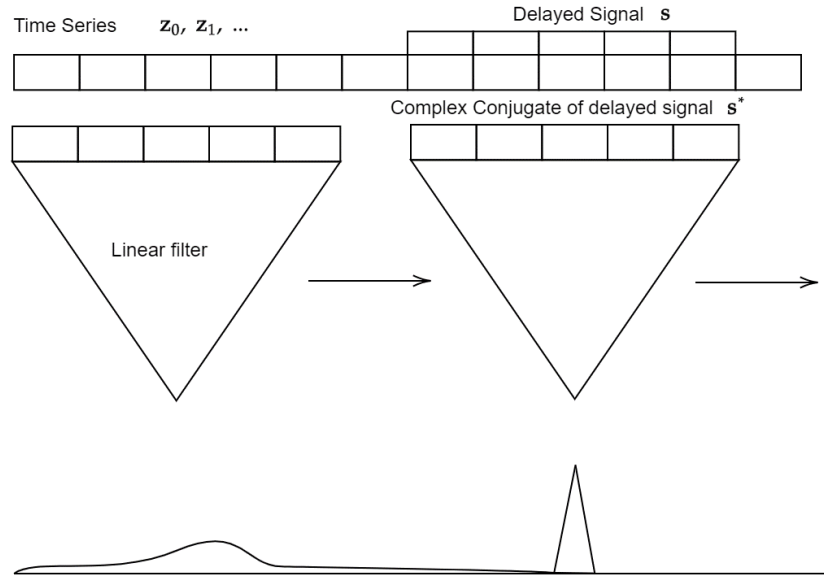 Delayed Signal s
Time Series z₀, z₁, ...
Complex Conjugate of delayed signal s*
Linear filter